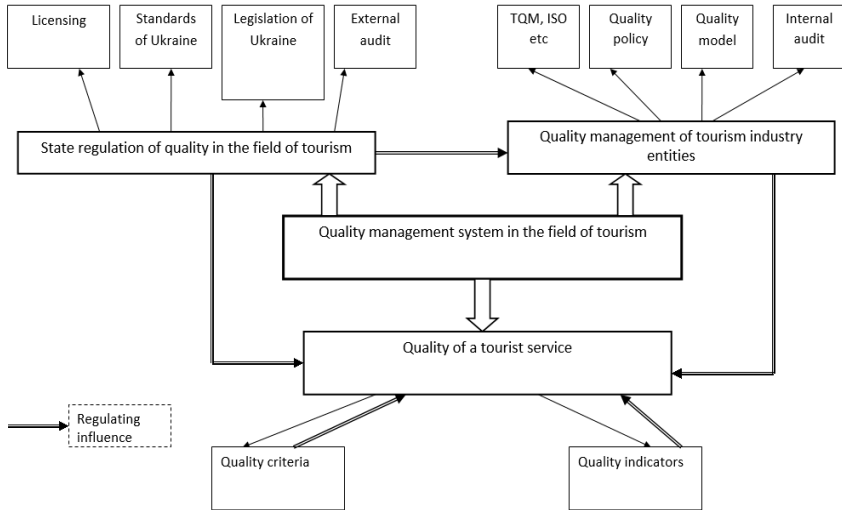 Licensing
Standards
of Ukraine
Legislation of
Ukraine
External
audit
TQM, ISO
etc
Quality
policy
Quality
model
Internal
audit
State regulation of quality in the field of tourism
Quality management of tourism industry
entities
Quality management system in the field of tourism
Quality of a tourist service
Regulating
influence
Quality criteria
Quality indicators